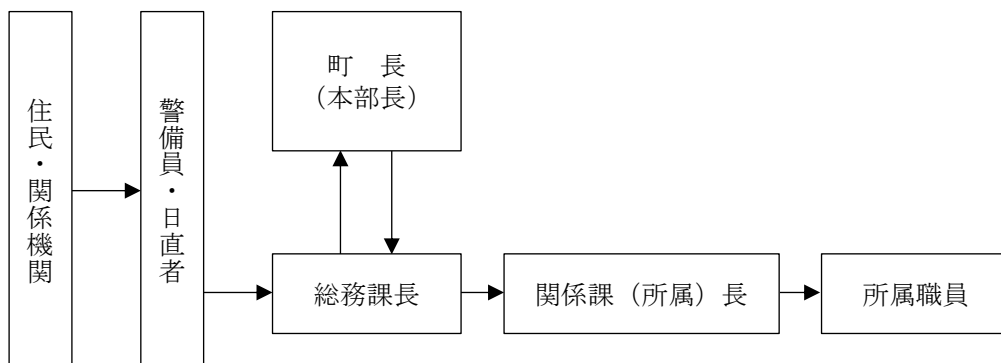 住民・関係機関
警備員・日直者
町　長
（本部長）
総務課長
関係課（所属）長
所属職員